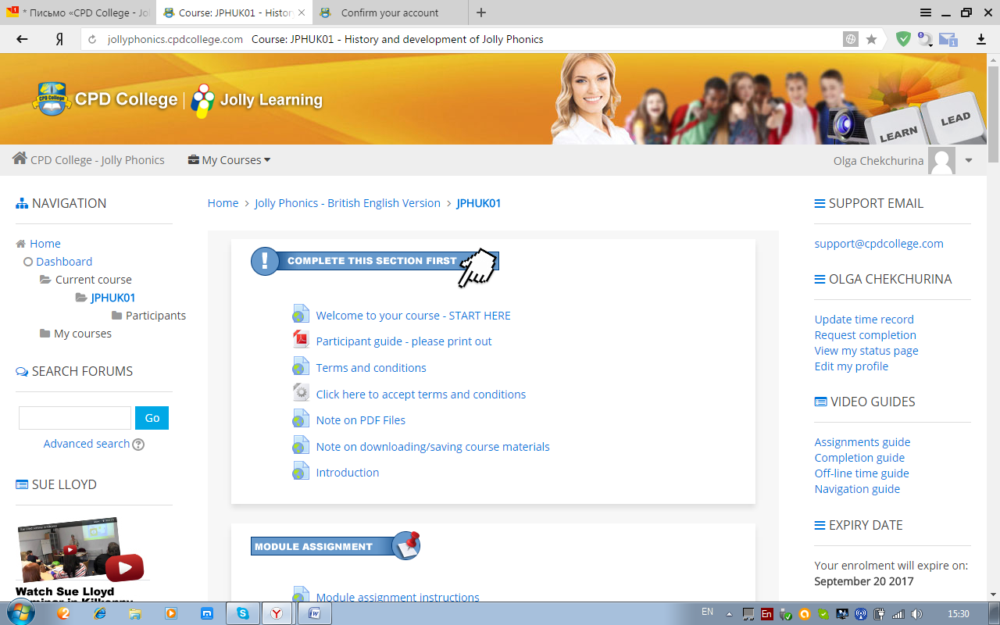 * Письмо «CPD College - Jol
Course: JPHUK01 - History
Confirm your account
jollyphonics.cpdcollege.com Course: JPHUK01 - History and development of Jolly Phonics
1
CPD College
CPD College | Jolly Learning
LEARN
LEAD
CPD College - Jolly Phonics
My Courses
Olga Chekchurina
NAVIGATION
Home
Dashboard
Current course
JPHUK01
Participants
My courses
SEARCH FORUMS
Go
Advanced search ?
SUE LLOYD
Watch Sue Lloyd
Seminar in Kilkenny
Home > Jolly Phonics - British English Version > JPHUK01
! COMPLETE THIS SECTION FIRST
Welcome to your course - START HERE
Participant guide - please print out
Terms and conditions
Click here to accept terms and conditions
Note on PDF Files
Note on downloading/saving course materials
Introduction
MODULE ASSIGNMENT
Module assignment instructions
SUPPORT EMAIL
support@cpdcollege.com
OLGA CHEKCHURINA
Update time record
Request completion
View my status page
Edit my profile
VIDEO GUIDES
Assignments guide
Completion guide
Off-line time guide
Navigation guide
EXPIRY DATE
Your enrolment will expire on:
September 20 2017
EN
En
15:30